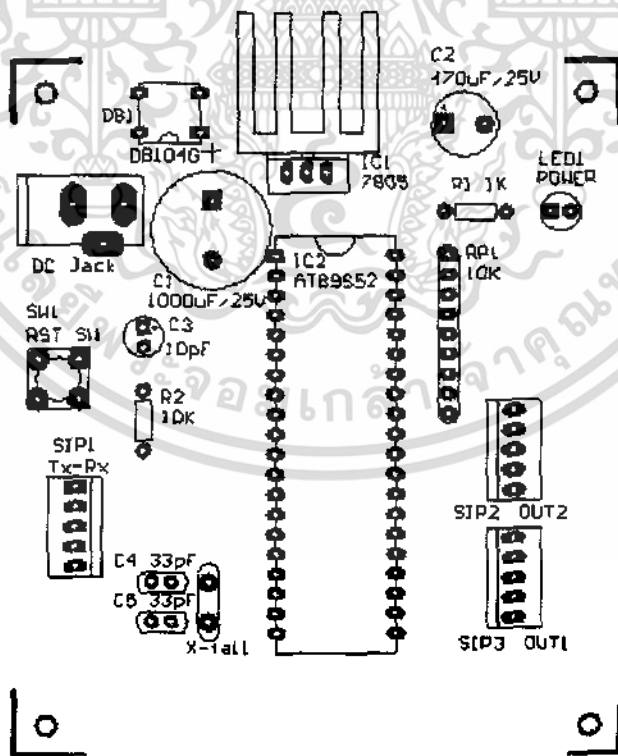 C2
470uF/25V
DB1
DB104G
+
IC1
7805
LED1
POWER
R1 1K
DC Jack
C1
1000uF/25V
IC2
AT89S52
RP1
10K
SW1
RST SW
C3
10pF
R2
10K
SIP1
Tx-Rx
SIP2 OUT2
C4 33pF
C5 33pF
X-tall
SIP3 OUT1